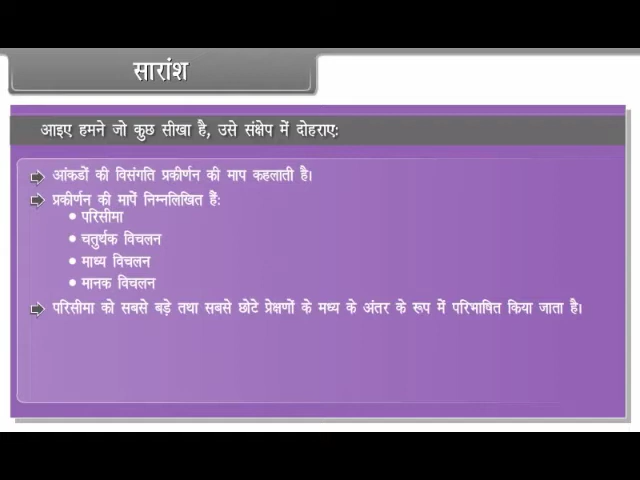 सारांश
आइए हमने जो कुछ सीखा है, उसे संक्षेप में दोहराए:
आंकडों की विसंगति प्रकीर्णन की माप कहलाती है।
प्रकीर्णन की मापें निम्नलिखित हैं:
• परिसीमा
• चतुर्थक विचलन
• माध्य विचलन
• मानक विचलन
परिसीमा को सबसे बड़े तथा सबसे छोटे प्रेक्षणों के मध्य के अंतर के रूप में परिभाषित किया जाता है।